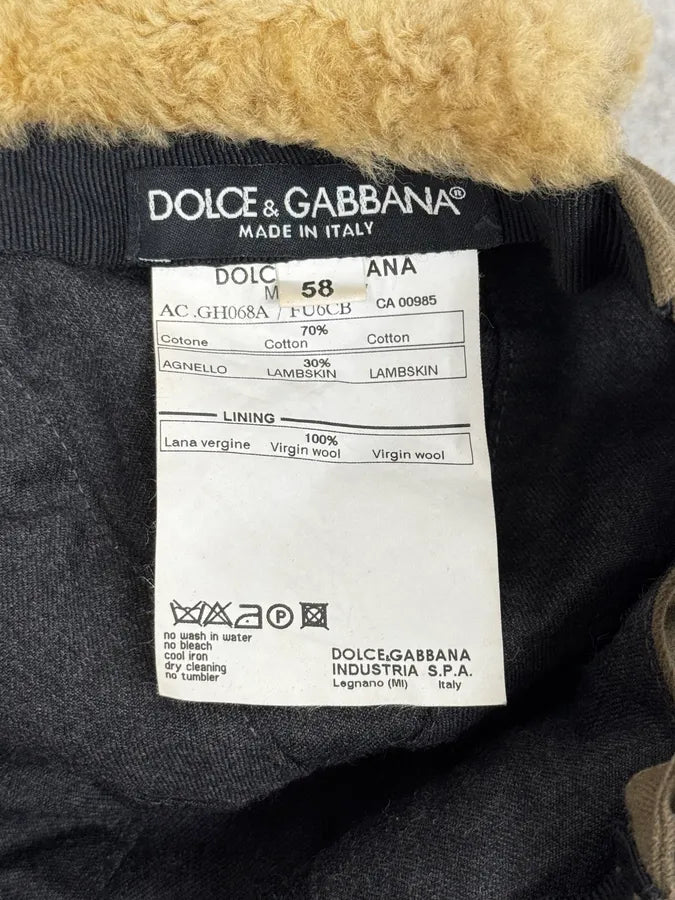 DOLCE & GABBANA®
MADE IN ITALY
DOLC ANA
M 58
AC.GH068A / FU6CB CA 00985
70%
Cotone Cotton Cotton
30%
AGNELLO LAMBSKIN LAMBSKIN
LINING
100%
Lana vergine Virgin wool Virgin wool
P
no wash in water
no bleach
cool iron
dry cleaning
no tumbler
DOLCE&GABBANA
INDUSTRIA S.P.A.
Legnano (MI) Italy